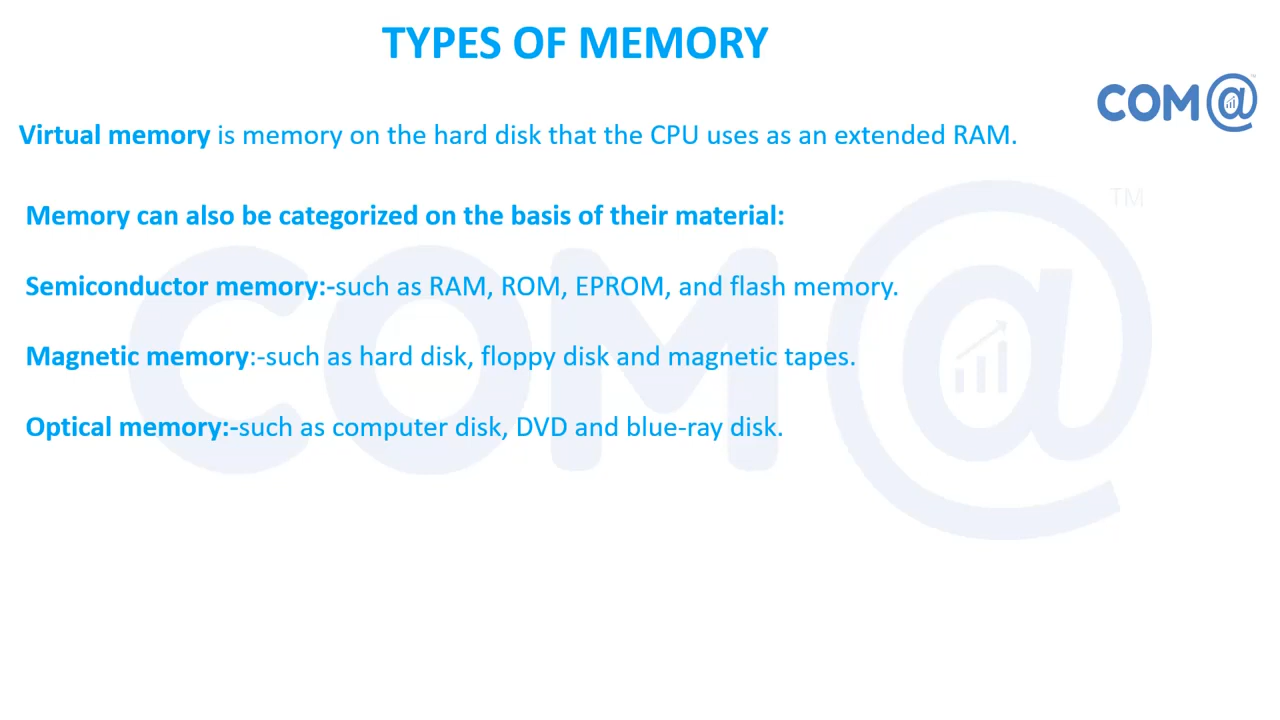 TYPES OF MEMORY
COM@
TM
Virtual memory is memory on the hard disk that the CPU uses as an extended RAM.
Memory can also be categorized on the basis of their material:
Semiconductor memory:-such as RAM, ROM, EPROM, and flash memory.
Magnetic memory:-such as hard disk, floppy disk and magnetic tapes.
Optical memory:-such as computer disk, DVD and blue-ray disk.
COM@
TM